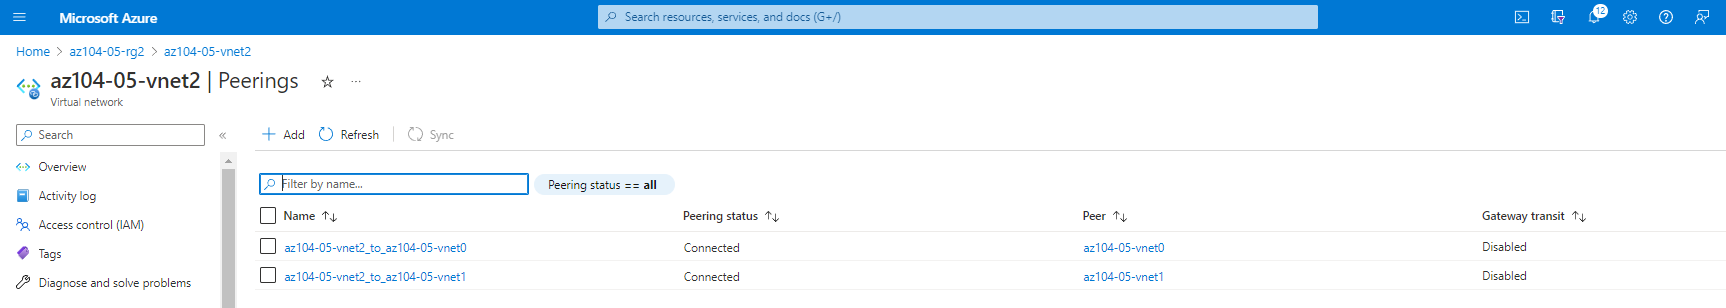 Microsoft Azure
Search resources, services, and docs (G+/)
12
Home > az104-05-rg2 > az104-05-vnet2
az104-05-vnet2 | Peerings
Virtual network
Search
«
Add Refresh Sync
Overview
Activity log
Access control (IAM)
Tags
Diagnose and solve problems
Filter by name...
Peering status == all
Name Peering status Peer Gateway transit
az104-05-vnet2_to_az104-05-vnet0 Connected az104-05-vnet0 Disabled
az104-05-vnet2_to_az104-05-vnet1 Connected az104-05-vnet1 Disabled